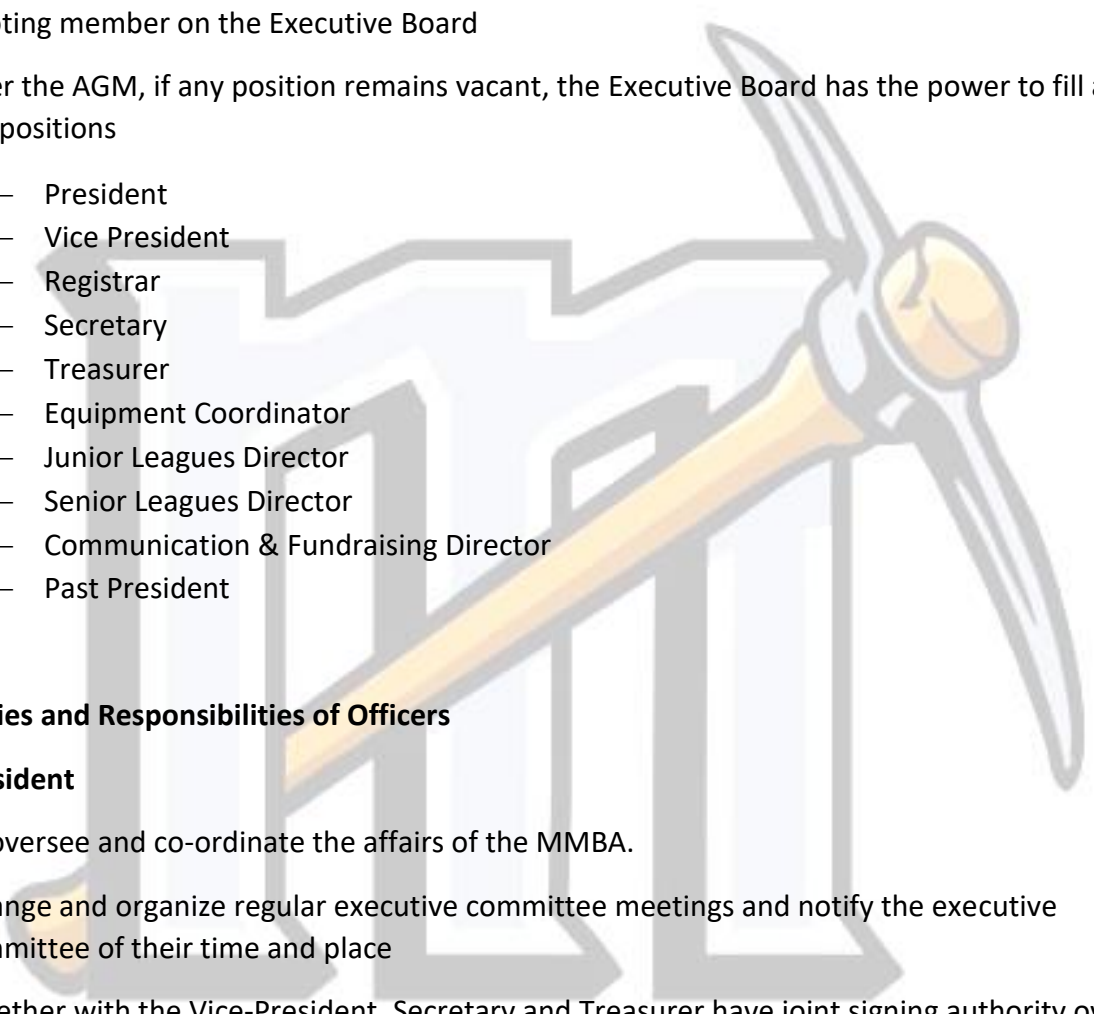 oting member on the Executive Board
er the AGM, if any position remains vacant, the Executive Board has the power to fill a
positions
– President
– Vice President
– Registrar
– Secretary
– Treasurer
– Equipment Coordinator
– Junior Leagues Director
– Senior Leagues Director
– Communication & Fundraising Director
– Past President
ies and Responsibilities of Officers
sident
oversee and co-ordinate the affairs of the MMBA.
ange and organize regular executive committee meetings and notify the executive
mmittee of their time and place
ether with the Vice-President, Secretary and Treasurer have joint signing authority ov